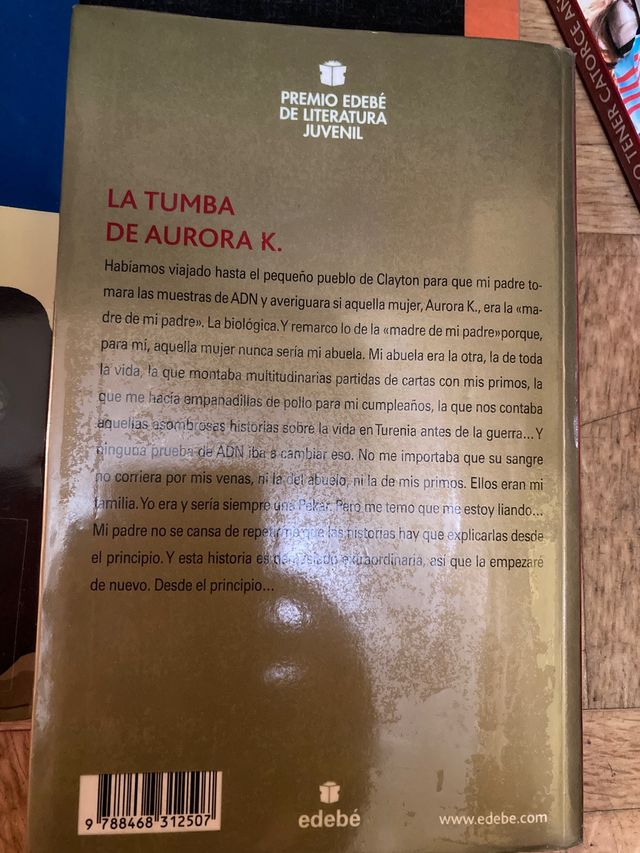 PREMIO EDEBÉ
DE LITERATURA
JUVENIL
LA TUMBA
DE AURORA K.
Habíamos viajado hasta el pequeño pueblo de Clayton para que mi padre to-
mara las muestras de ADN y averiguara si aquella mujer, Aurora K., era la «ma-
dre de mi padre». La biológica. Y remarco lo de la «madre de mi padre»porque,
para mí, aquella mujer nunca sería mi abuela. Mi abuela era la otra, la de toda
la vida, la que montaba multitudinarias partidas de cartas con mis primos, la
que me hacía empanadillas de pollo para mi cumpleaños, la que nos contaba
aquellas asombrosas historias sobre la vida en Turenia antes de la guerra... Y
ninguna prueba de ADN iba a cambiar eso. No me importaba que su sangre
no corriera por mis venas, ni la del abuelo, ni la de mis primos. Ellos eran mi
familia. Yo era y sería siempre una Pekar. Pero me temo que me estoy liando...
Mi padre no se cansa de repetirme que las historias hay que explicarlas desde
el principio. Y esta historia es demasiado extraordinaria, así que la empezaré
de nuevo. Desde el principio...
9 788468 312507
edebé
www.edebe.com
O TENER CATORCE AÑ